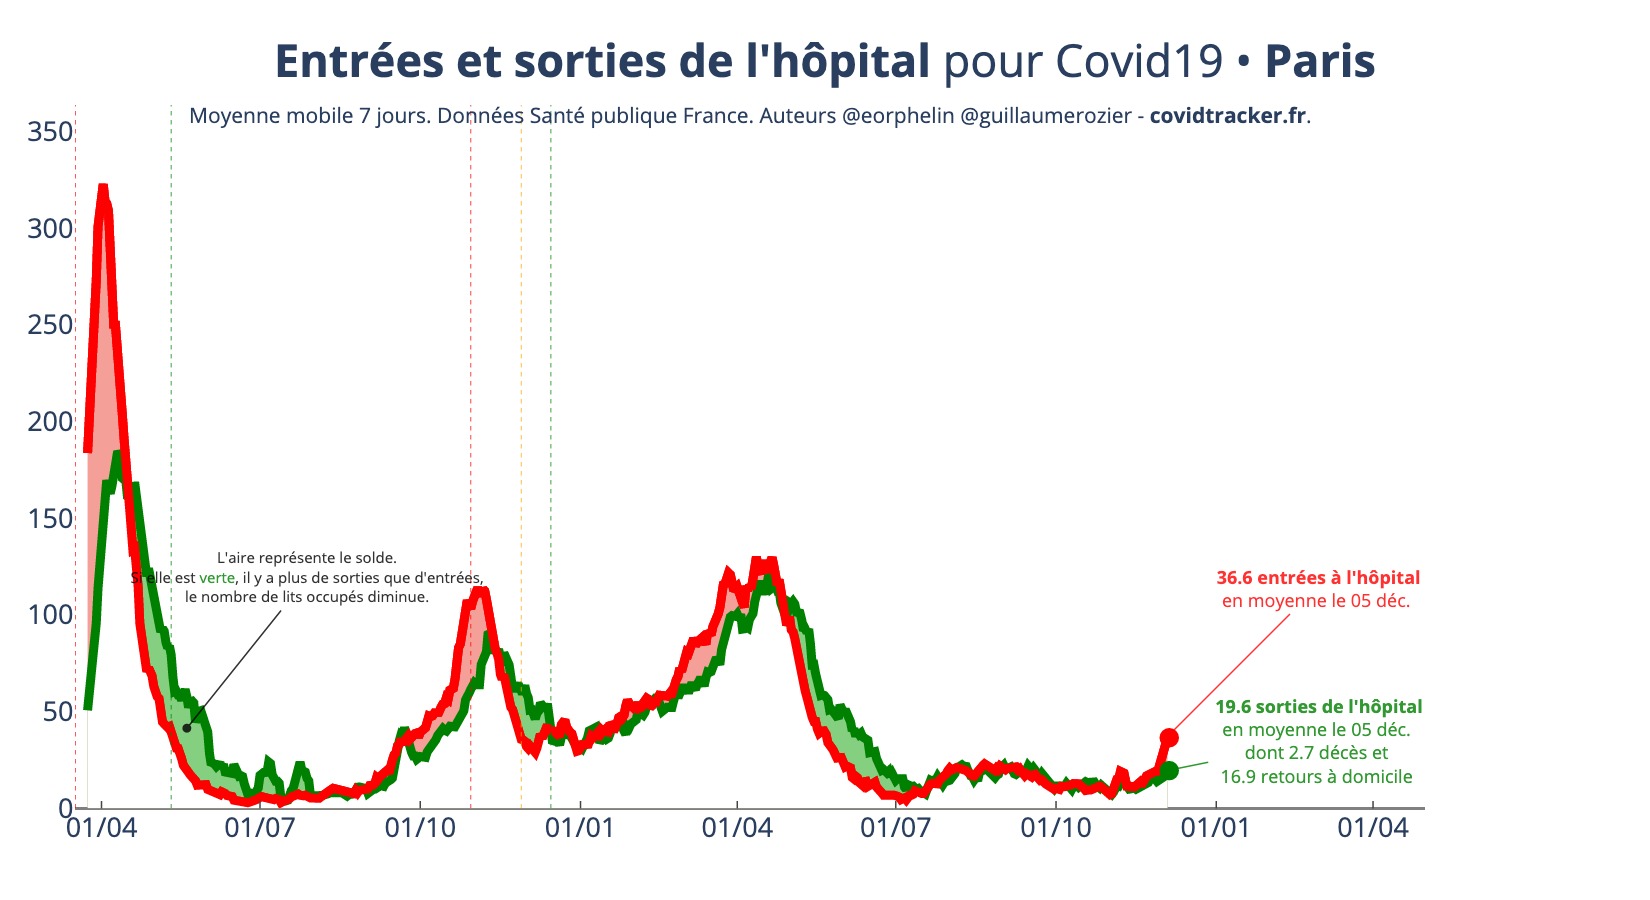 Entrées et sorties de l'hôpital pour Covid19 • Paris
Moyenne mobile 7 jours. Données Santé publique France. Auteurs @eorphelin @guillaumerozier - covidtracker.fr.
350
300
250
200
150
100
50
0
L'aire représente le solde.
Si elle est verte, il y a plus de sorties que d'entrées,
le nombre de lits occupés diminue.
36.6 entrées à l'hôpital
en moyenne le 05 déc.
19.6 sorties de l'hôpital
en moyenne le 05 déc.
dont 2.7 décès et
16.9 retours à domicile
01/04 01/07 01/10 01/01 01/04 01/07 01/10 01/01 01/04